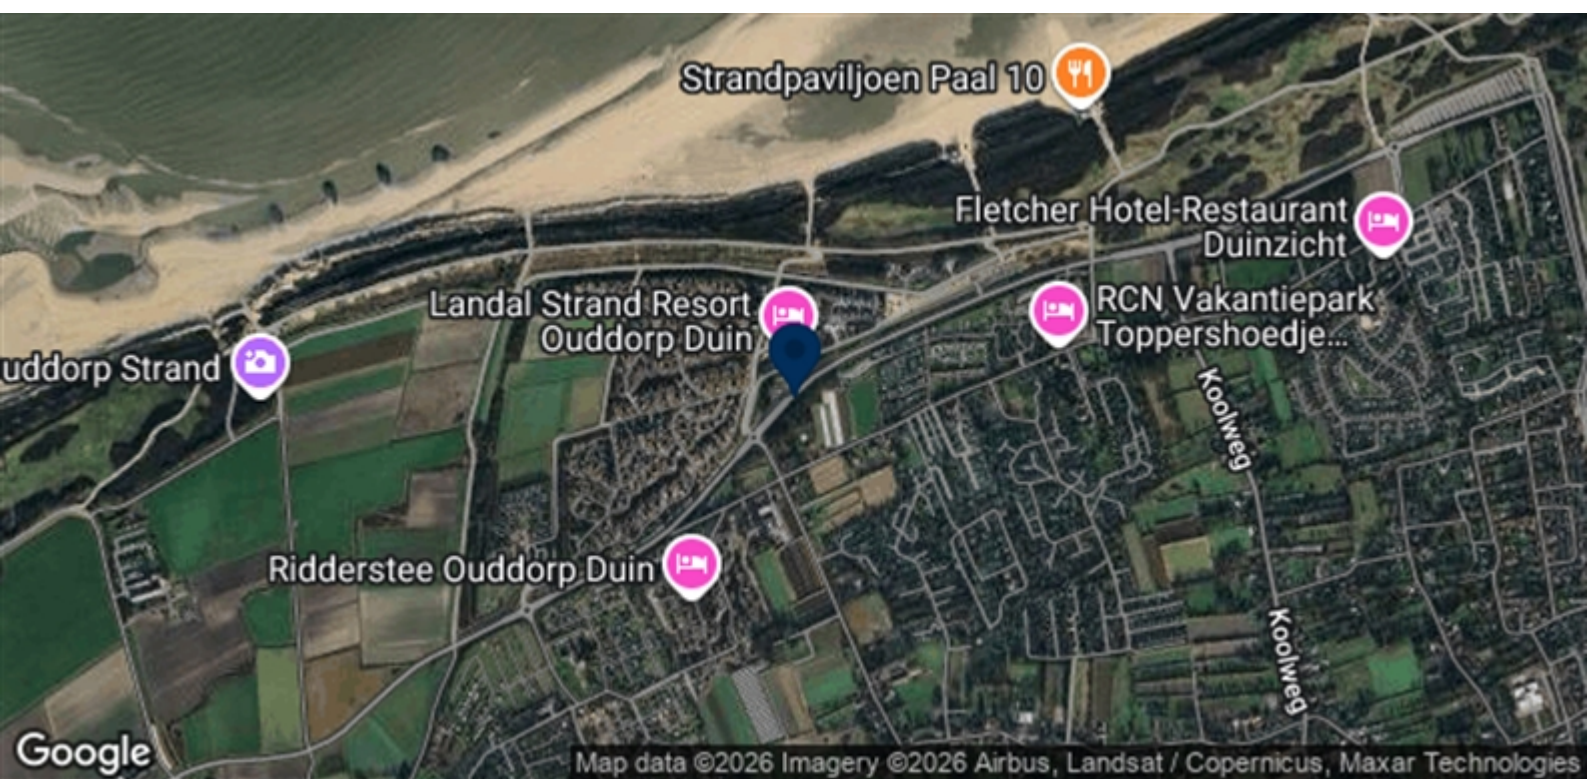 Strandpaviljoen Paal 10
Fletcher Hotel-Restaurant
Duinzicht
Landal Strand Resort
Ouddorp Duin
RCN Vakantiepark
Toppershoedje...
uddorp Strand
Koolweg
Ridderstee Ouddorp Duin
Koolweg
Google
Map data ©2026 Imagery ©2026 Airbus, Landsat / Copernicus, Maxar Technologies